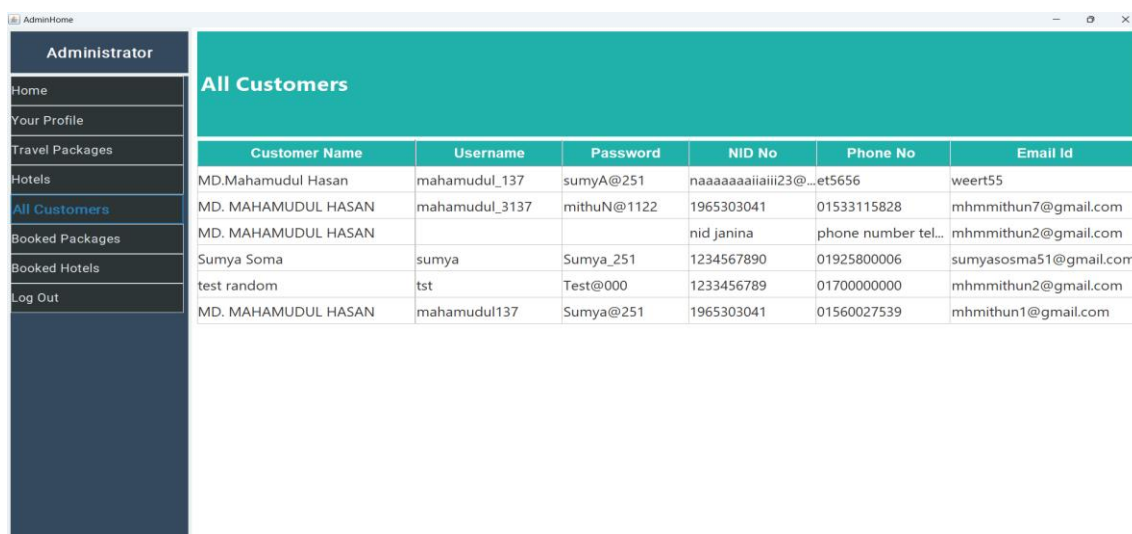 AdminHome
Administrator
Home
Your Profile
Travel Packages
Hotels
All Customers
Booked Packages
Booked Hotels
Log Out
All Customers
Customer Name Username Password NID No Phone No Email Id
MD.Mahamudul Hasan mahamudul_137 sumyA@251 naaaaaaiiaiii23@... et5656 weert55
MD. MAHAMUDUL HASAN mahamudul_3137 mithuN@1122 1965303041 01533115828 mhmmithun7@gmail.com
MD. MAHAMUDUL HASAN nid janina phone number tel... mhmmithun2@gmail.com
Sumya Soma sumya Sumya_251 1234567890 01925800006 sumyasosma51@gmail.com
test random tst Test@000 1233456789 01700000000 mhmmithun2@gmail.com
MD. MAHAMUDUL HASAN mahamudul137 Sumya@251 1965303041 01560027539 mhmithun1@gmail.com